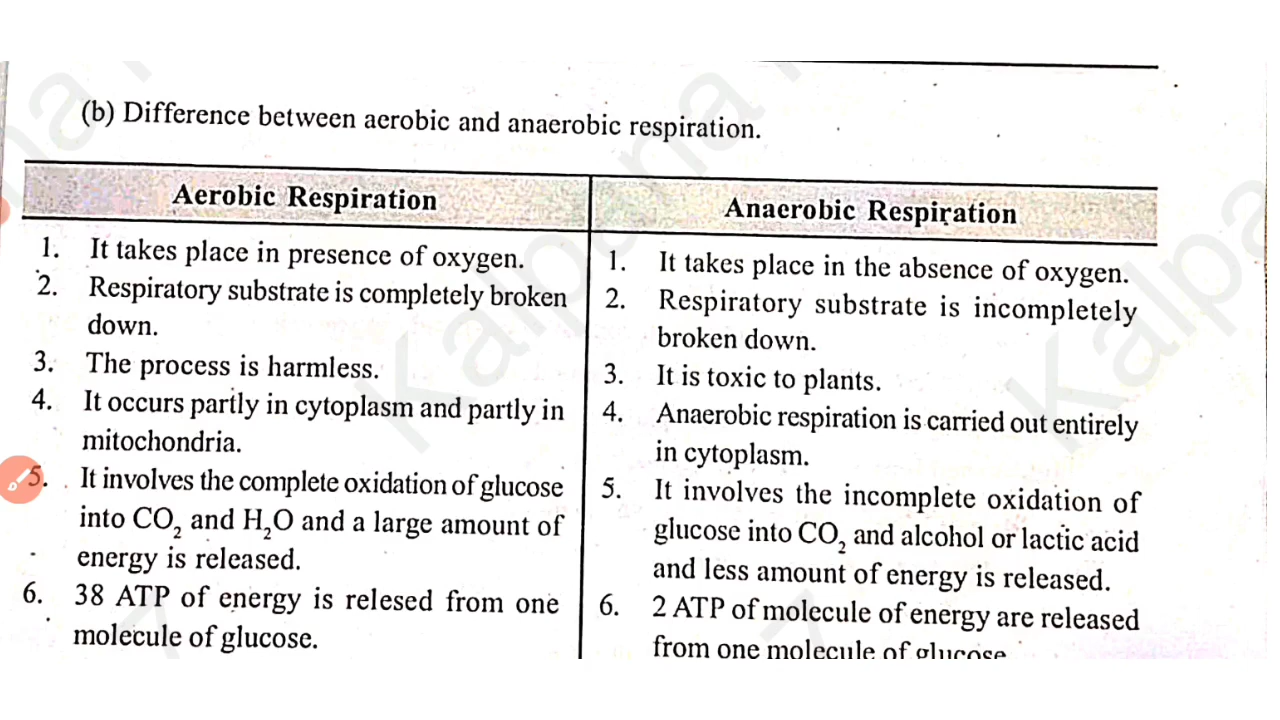 (b) Difference between aerobic and anaerobic respiration.
Aerobic Respiration
1. It takes place in presence of oxygen.
2. Respiratory substrate is completely broken
down.
3. The process is harmless.
4. It occurs partly in cytoplasm and partly in
mitochondria.
5. It involves the complete oxidation of glucose
into CO₂ and H₂O and a large amount of
energy is released.
6. 38 ATP of energy is relesed from one
molecule of glucose.
Anaerobic Respiration
1. It takes place in the absence of oxygen.
2. Respiratory substrate is incompletely
broken down.
3. It is toxic to plants.
4. Anaerobic respiration is carried out entirely
in cytoplasm.
5. It involves the incomplete oxidation of
glucose into CO₂ and alcohol or lactic acid
and less amount of energy is released.
6. 2 ATP of molecule of energy are released
from one molecule of glucose